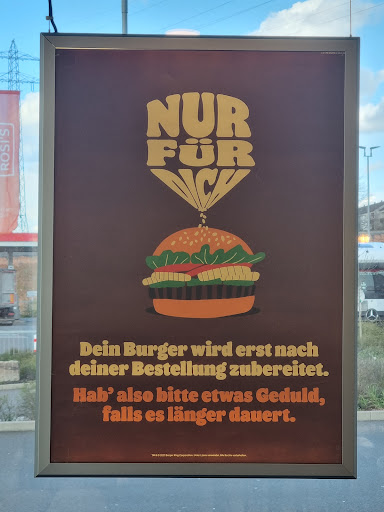 NUR
FÜR
DICH
Dein Burger wird erst nach
deiner Bestellung zubereitet.
Hab' also bitte etwas Geduld,
falls es länger dauert.
ROSI'S